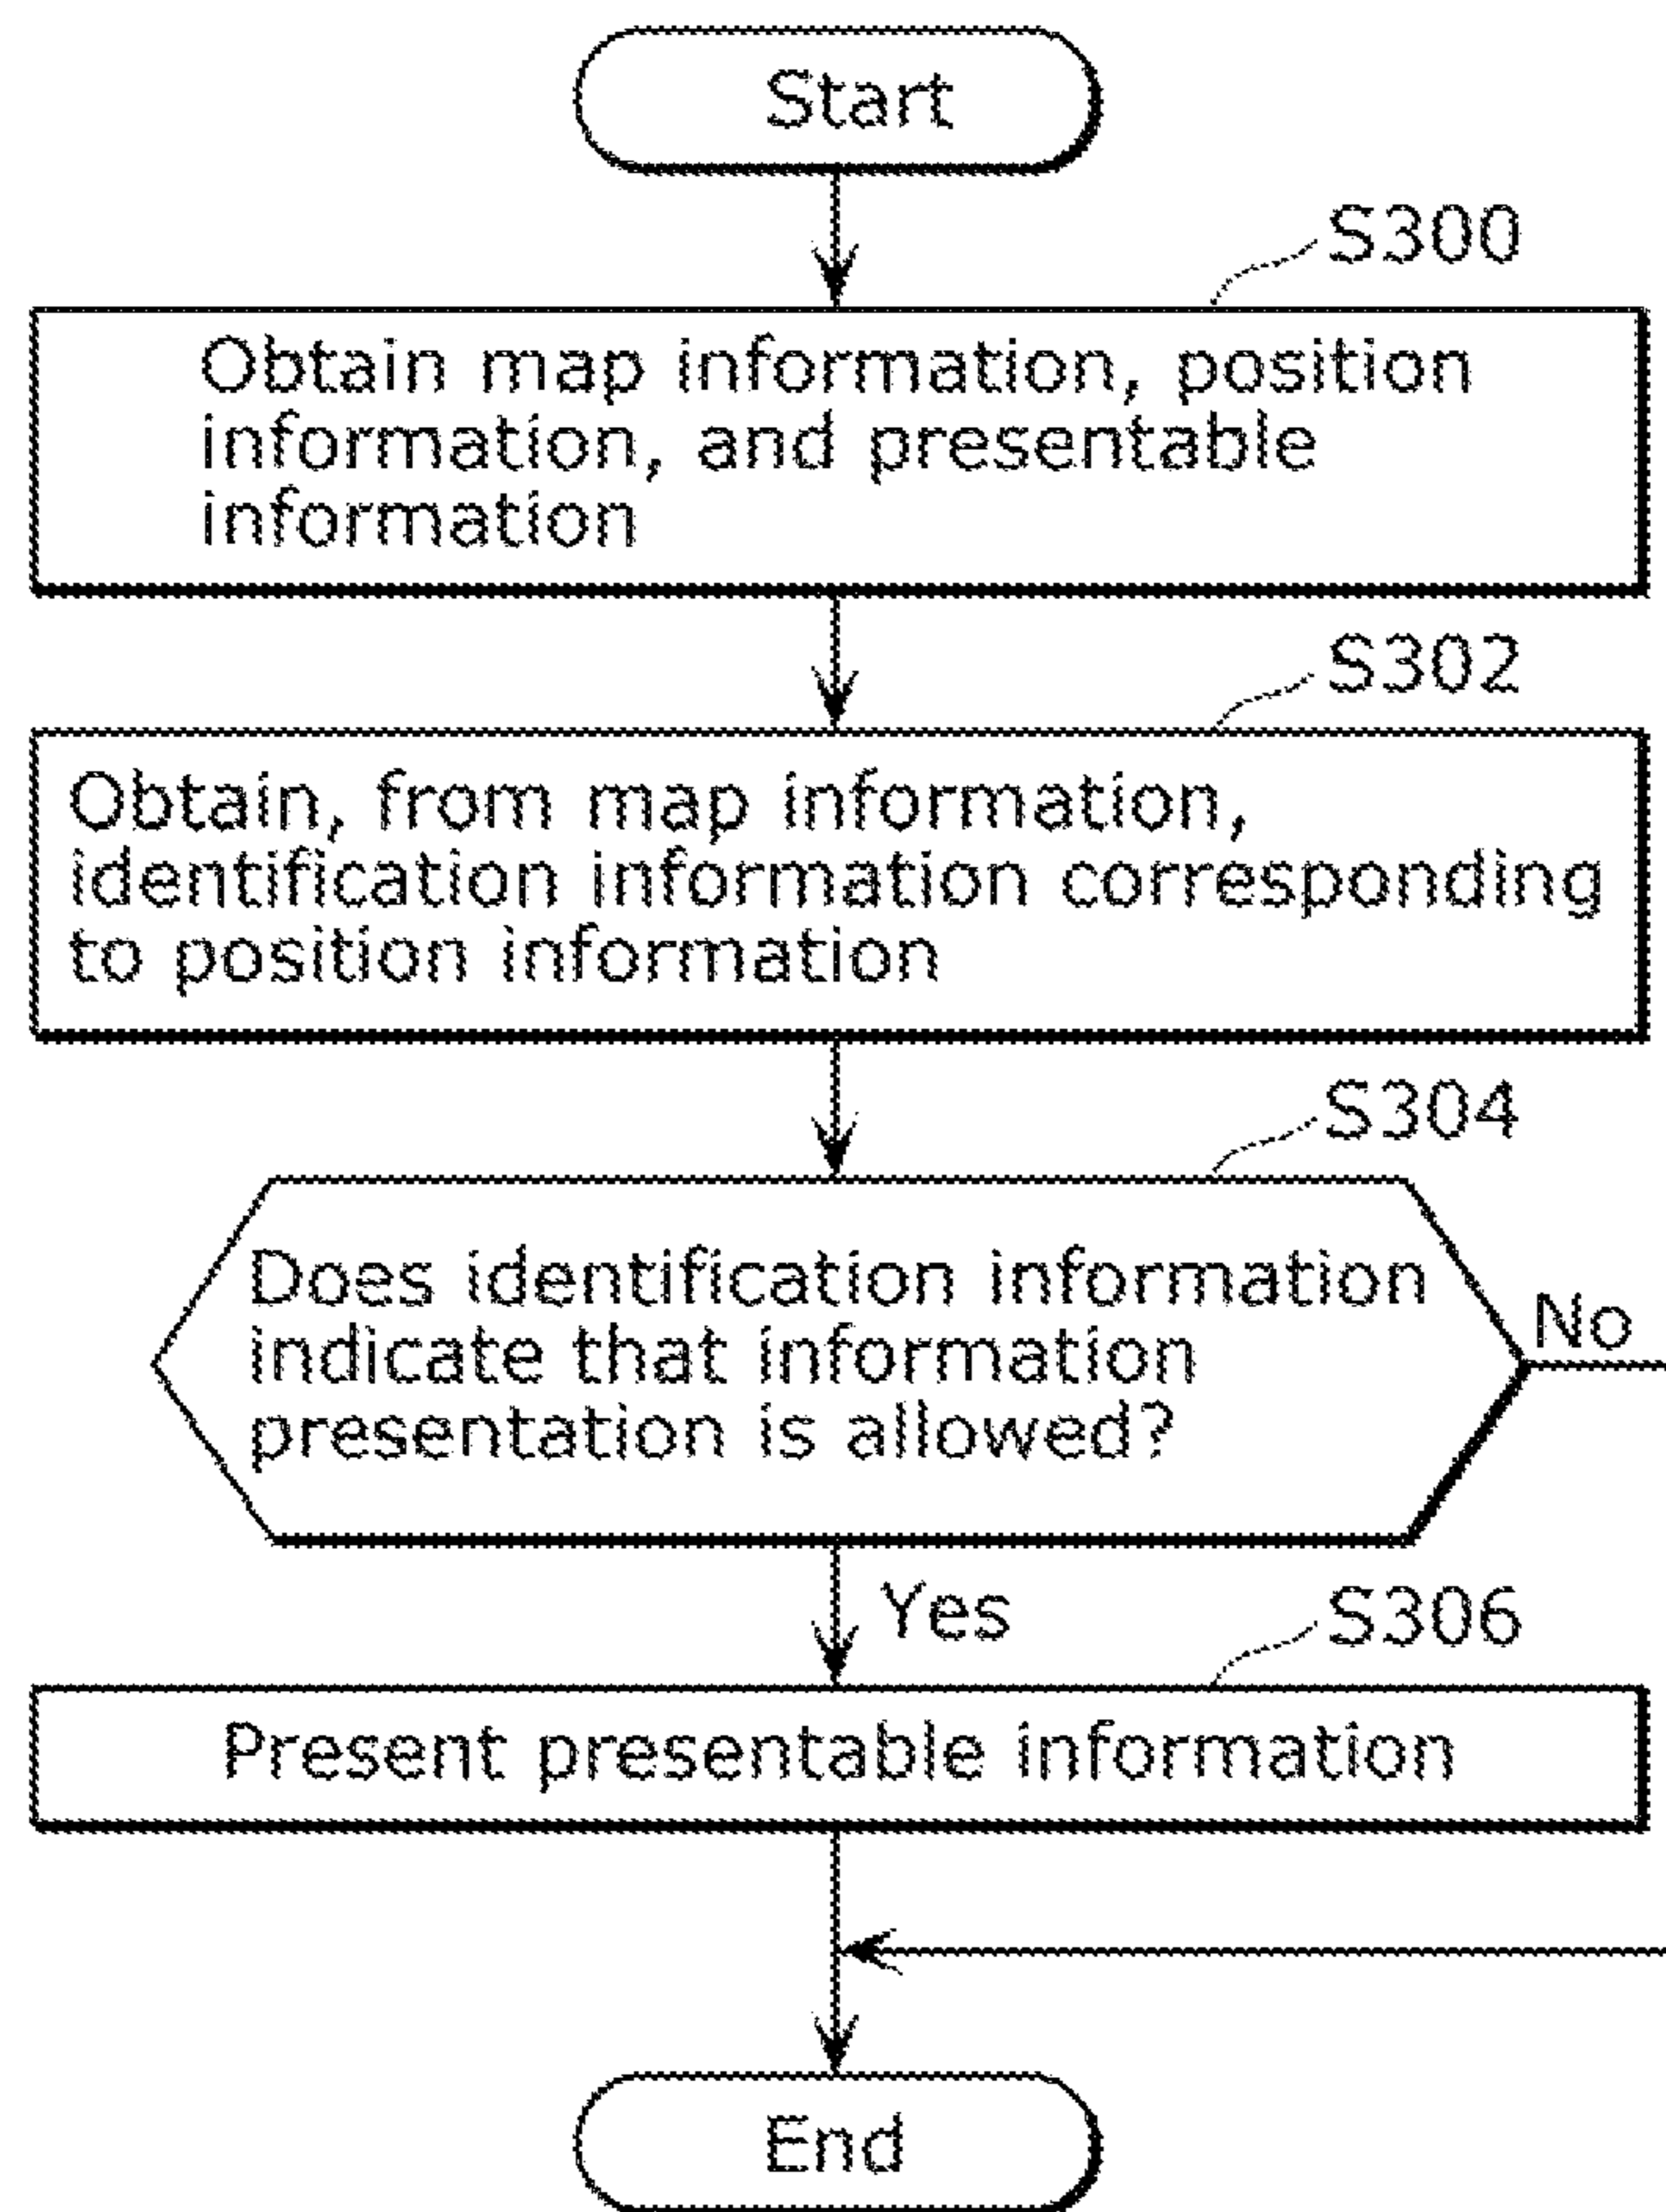 Start
S300
Obtain map information, position
information, and presentable
information
S302
Obtain, from map information,
identification information corresponding
to position information
S304
Does identification information
indicate that information
presentation is allowed?
No
Yes
S306
Present presentable information
End